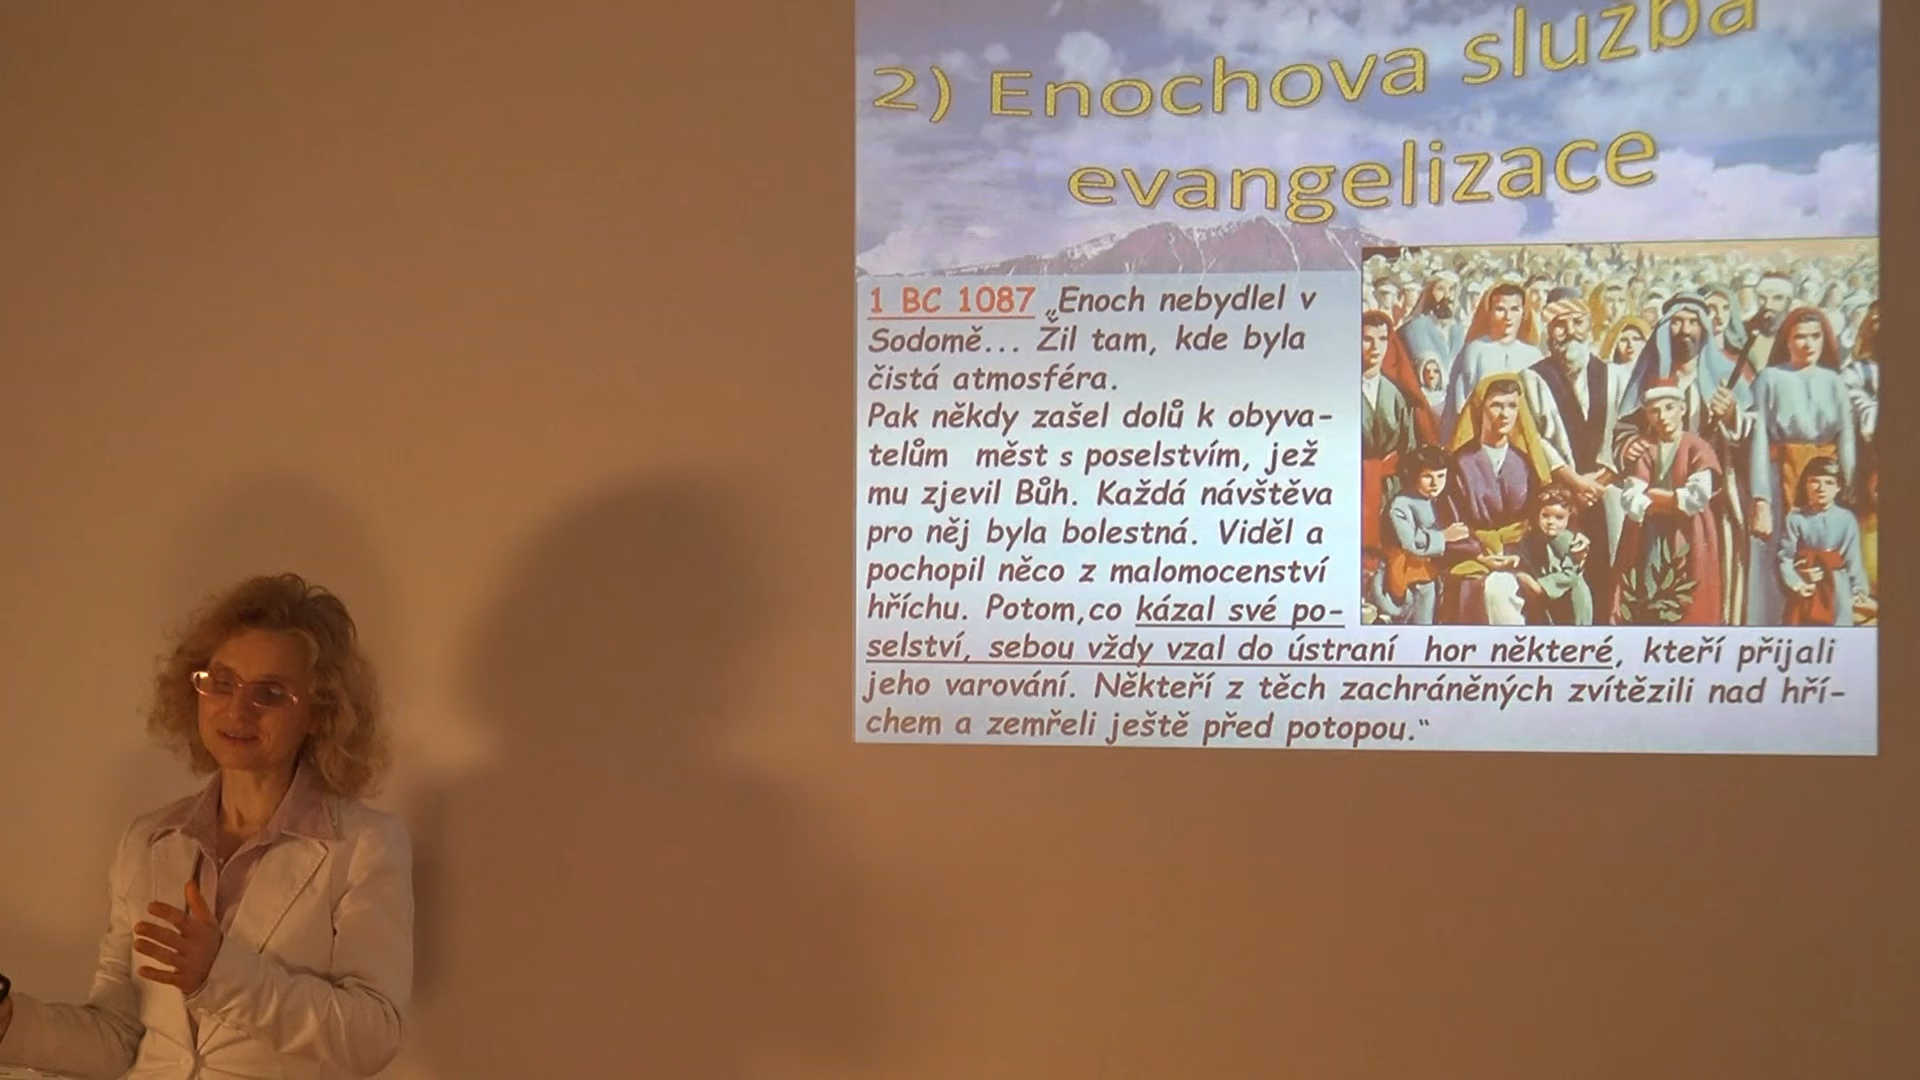 2) Enochova služba
evangelizace
1 BC 1087 „Enoch nebydlel v
Sodomě... Žil tam, kde byla
čistá atmosféra.
Pak někdy zašel dolů k obyva-
telům měst s poselstvím, jež
mu zjevil Bůh. Každá návštěva
pro něj byla bolestná. Viděl a
pochopil něco z malomocenství
hříchu. Potom,co kázal své po-
selství, sebou vždy vzal do ústraní hor některé, kteří přijali
jeho varování. Někteří z těch zachráněných zvítězili nad hří-
chem a zemřeli ještě před potopou.“